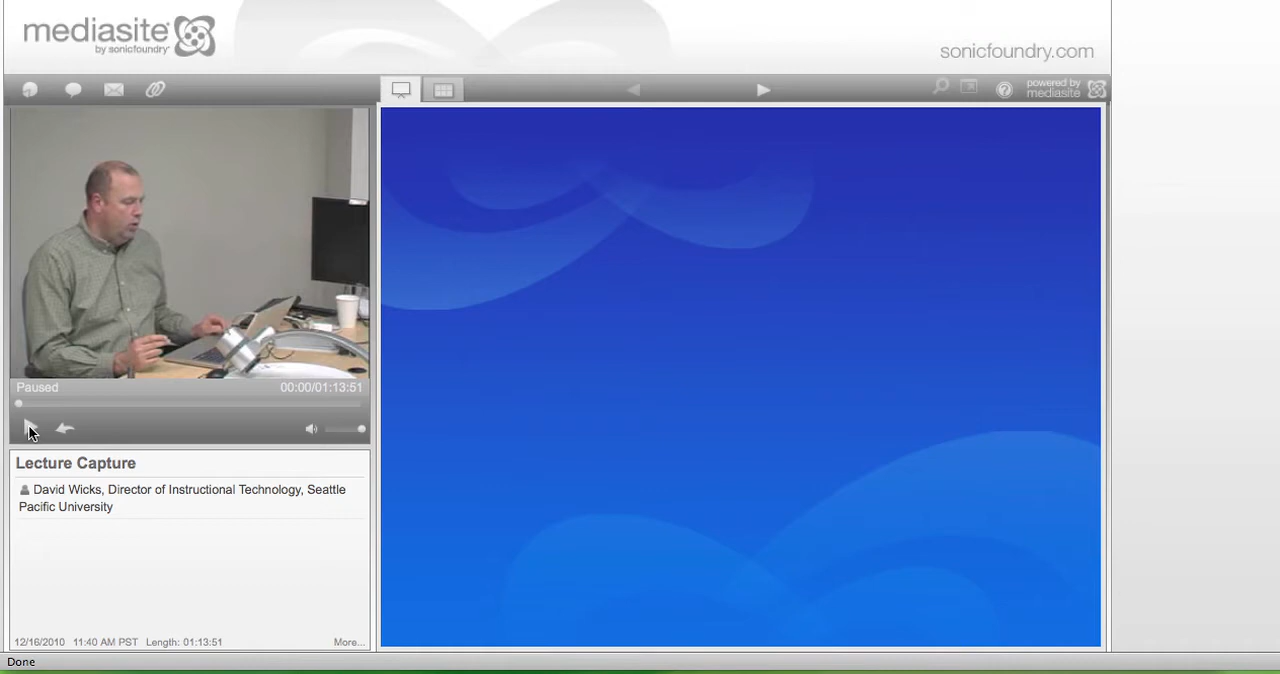 mediasite
by sonicfoundry
sonicfoundry.com
powered by
mediasite
Paused
00:00/01:13:51
Lecture Capture
David Wicks, Director of Instructional Technology, Seattle
Pacific University
12/16/2010 11:40 AM PST Length: 01:13:51
More...
Done